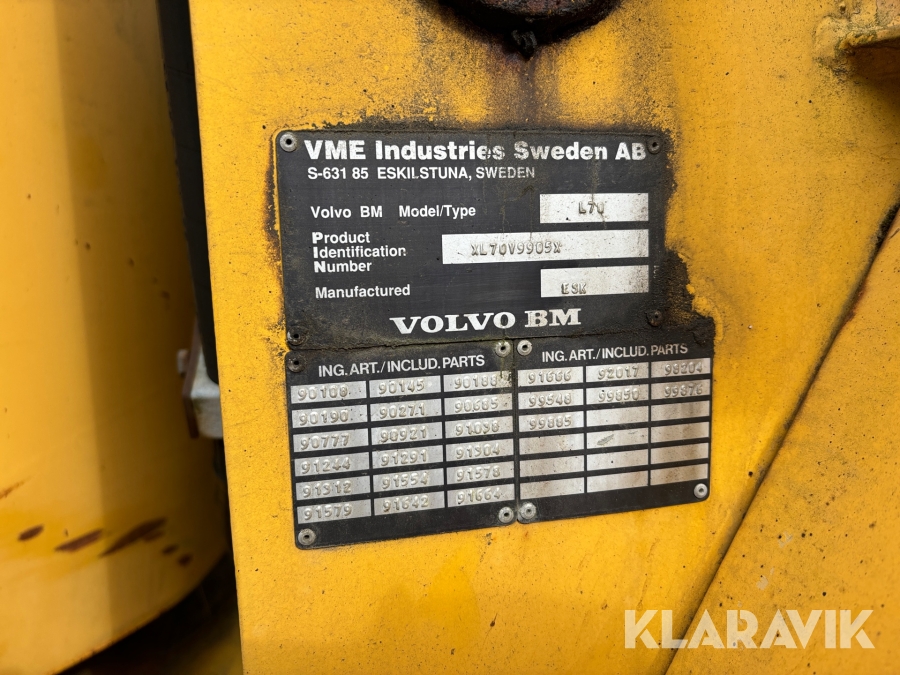 VME Industries Sweden AB
S-631 85 ESKILSTUNA, SWEDEN
Volvo BM Model/Type L70
Product Identification Number XL70V9909X
Manufactured ESK
VOLVO BM
ING. ART./INCLUD. PARTS
90108 90145 90188
90190 90271 90685
90777 90921 91038
91244 91291 91304
91312 91554 91578
91579 91642 91664
ING. ART./INCLUD. PARTS
91666 92017 98204
99548 99850 99876
99885
KLARAVIK